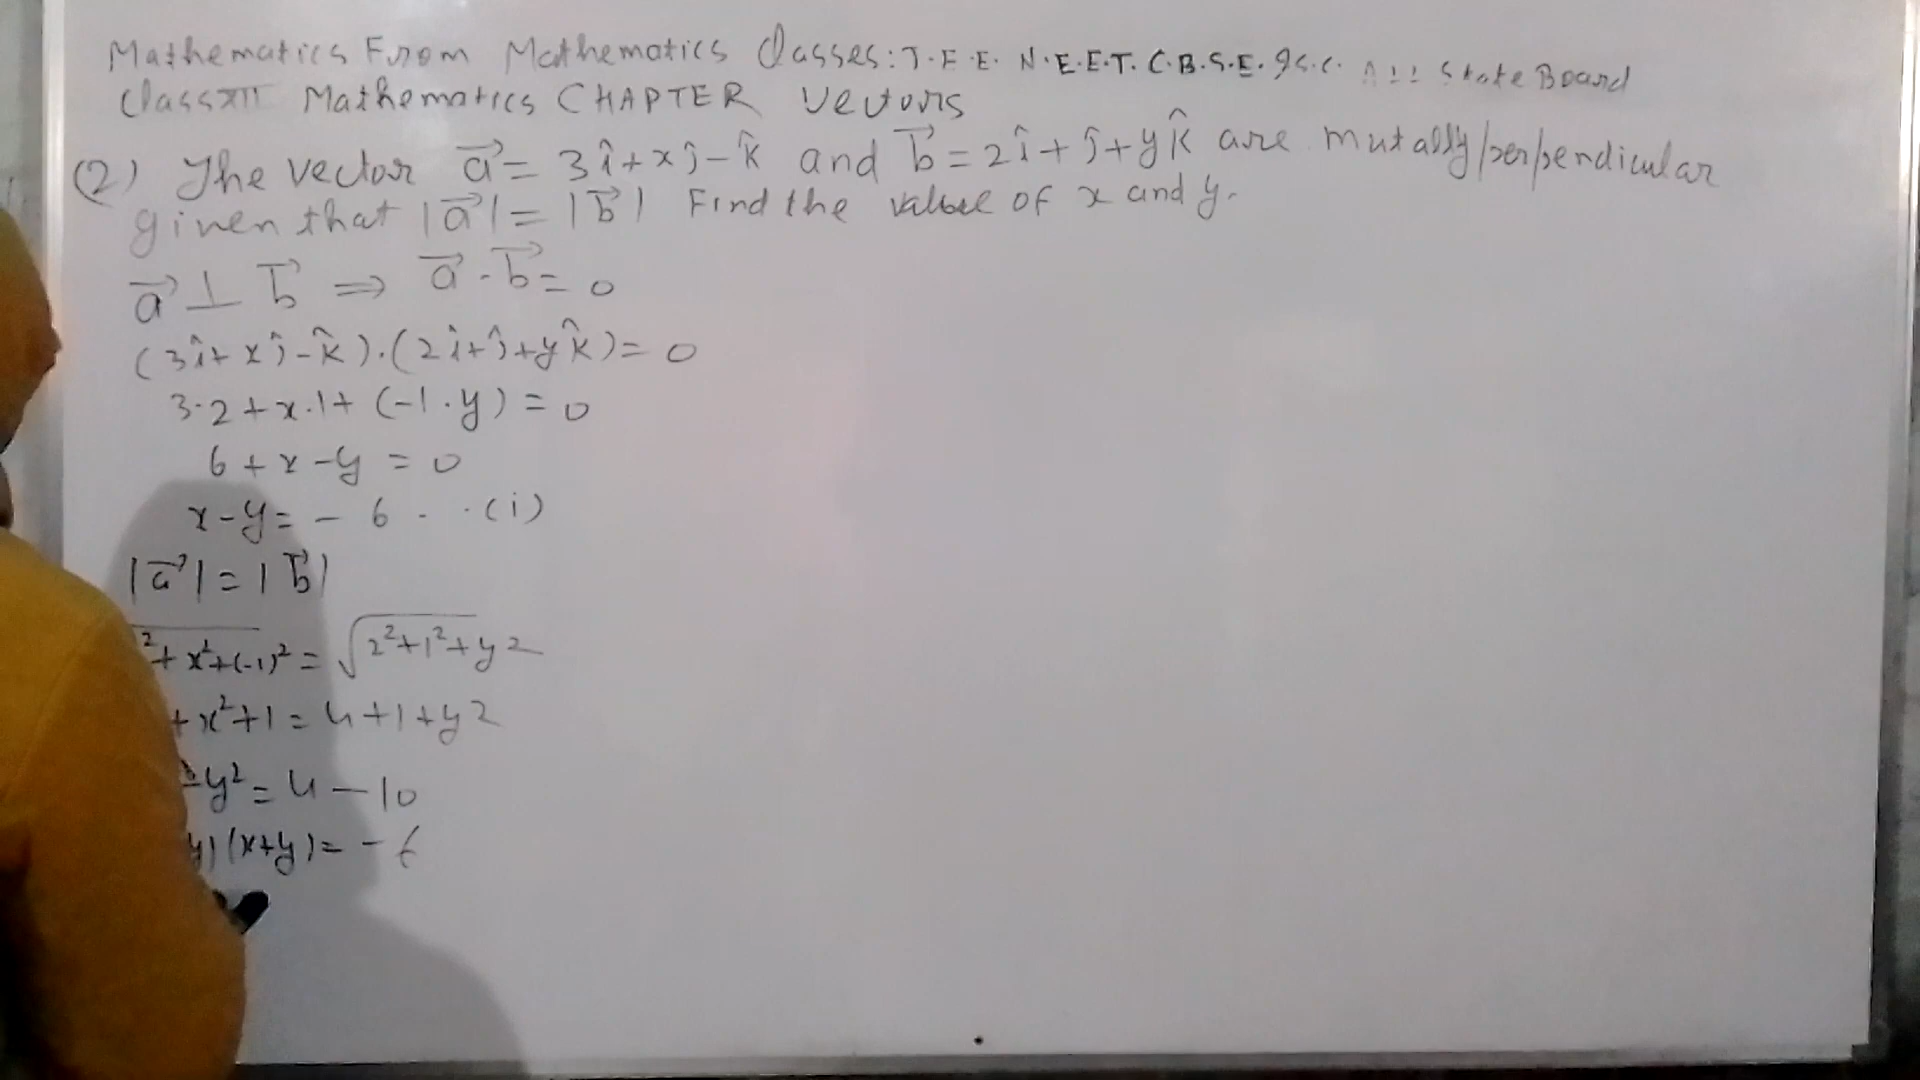 Mathematics From Mathematics Classes: J.E.E. N.E.E.T. C.B.S.E. I.S.C. All State Board
Class XII Mathematics CHAPTER Vectors
(2) The vector a⃗ = 3î + xĵ - k̂ and b⃗ = 2î + ĵ + yk̂ are mutally perpendicular
given that |a⃗| = |b⃗| Find the value of x and y.
a⃗ ⊥ b⃗ ⇒ a⃗ · b⃗ = 0
(3î + xĵ - k̂)·(2î + ĵ + yk̂) = 0
3·2 + x·1 + (-1·y) = 0
6 + x - y = 0
x - y = - 6 - · (i)
|a⃗| = |b⃗|
² + x² + (-1)² = √2² + 1² + y2
+ x² + 1 = 4 + 1 + y2
- y² = 4 - 10
y) (x+y) = - 6